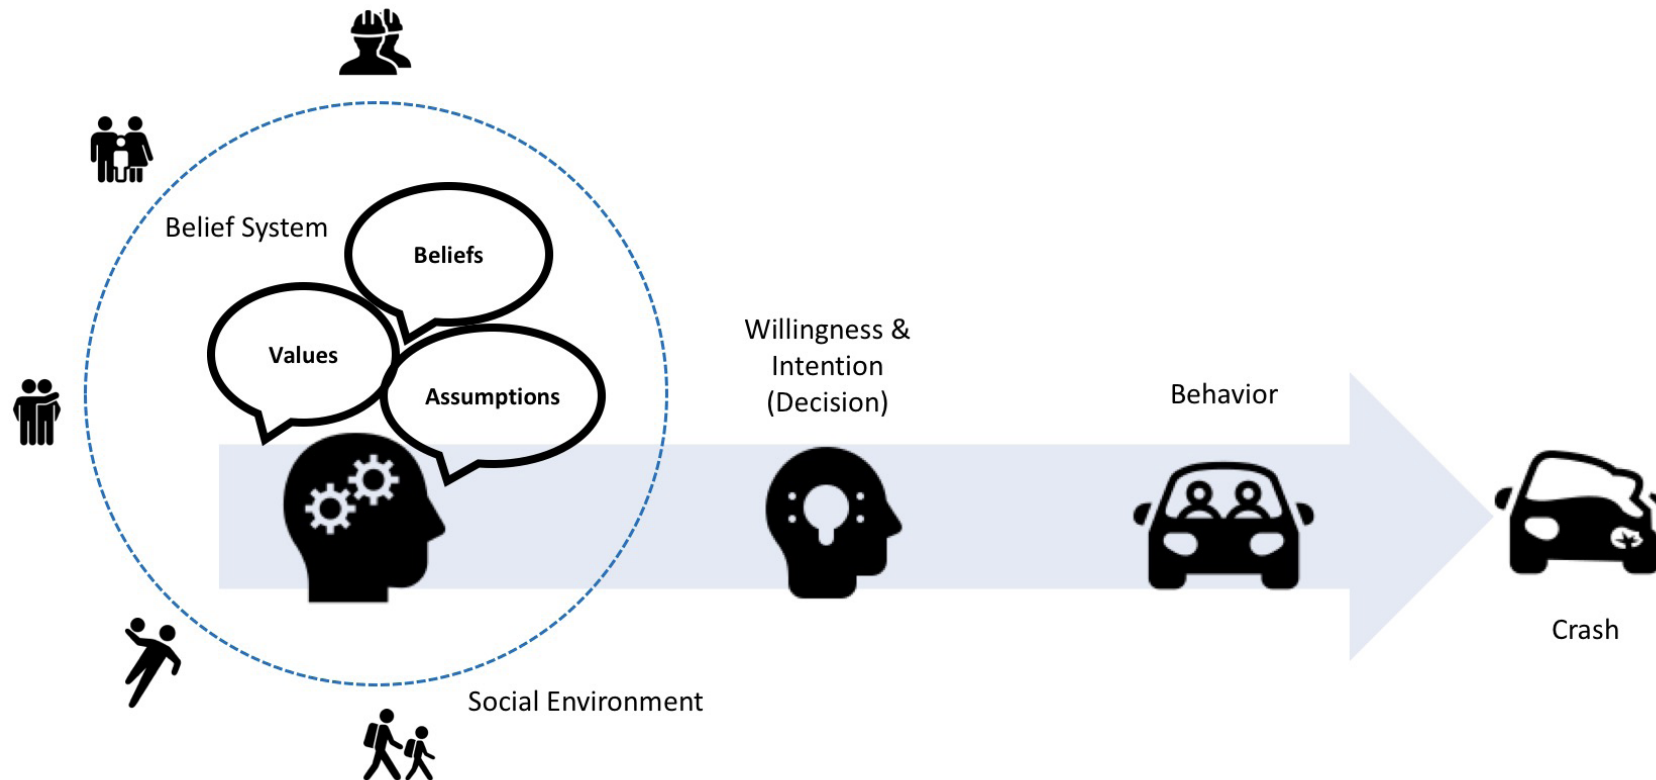 Belief System
Beliefs
Values
Assumptions
Willingness &
Intention
(Decision)
Behavior
Crash
Social Environment